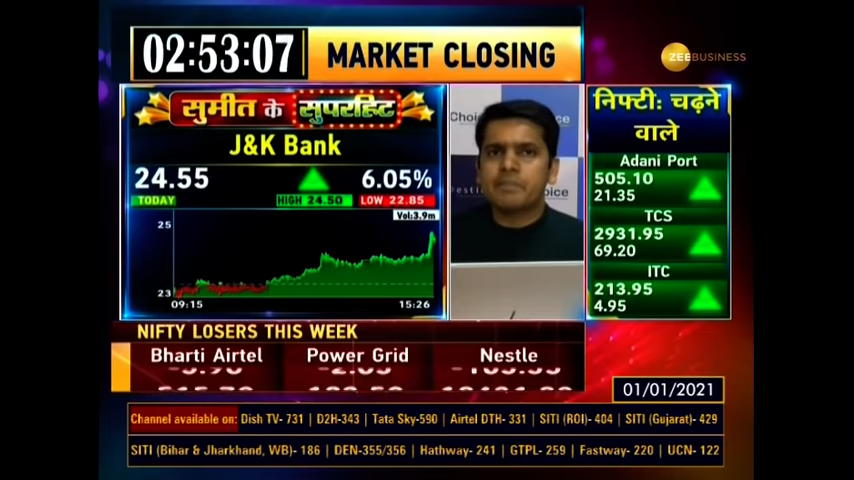 02:53:07
MARKET CLOSING
ZEEBUSINESS
सुमीत के सुपरहिट
J&K Bank
24.55
6.05%
TODAY
HIGH 24.50
LOW 22.85
Vol:3.9m
25
23
09:15
15:26
निफ्टी: चढ़ने
वाले
Adani Port
505.10
21.35
TCS
2931.95
69.20
ITC
213.95
4.95
NIFTY LOSERS THIS WEEK
Bharti Airtel
Power Grid
Nestle
01/01/2021
Channel available on: Dish TV- 731 | D2H-343 | Tata Sky-590 | Airtel DTH- 331 | SITI (ROI)- 404 | SITI (Gujarat)- 429
SITI (Bihar & Jharkhand, WB)- 186 | DEN-355/356 | Hathway- 241 | GTPL- 259 | Fastway- 220 | UCN- 122